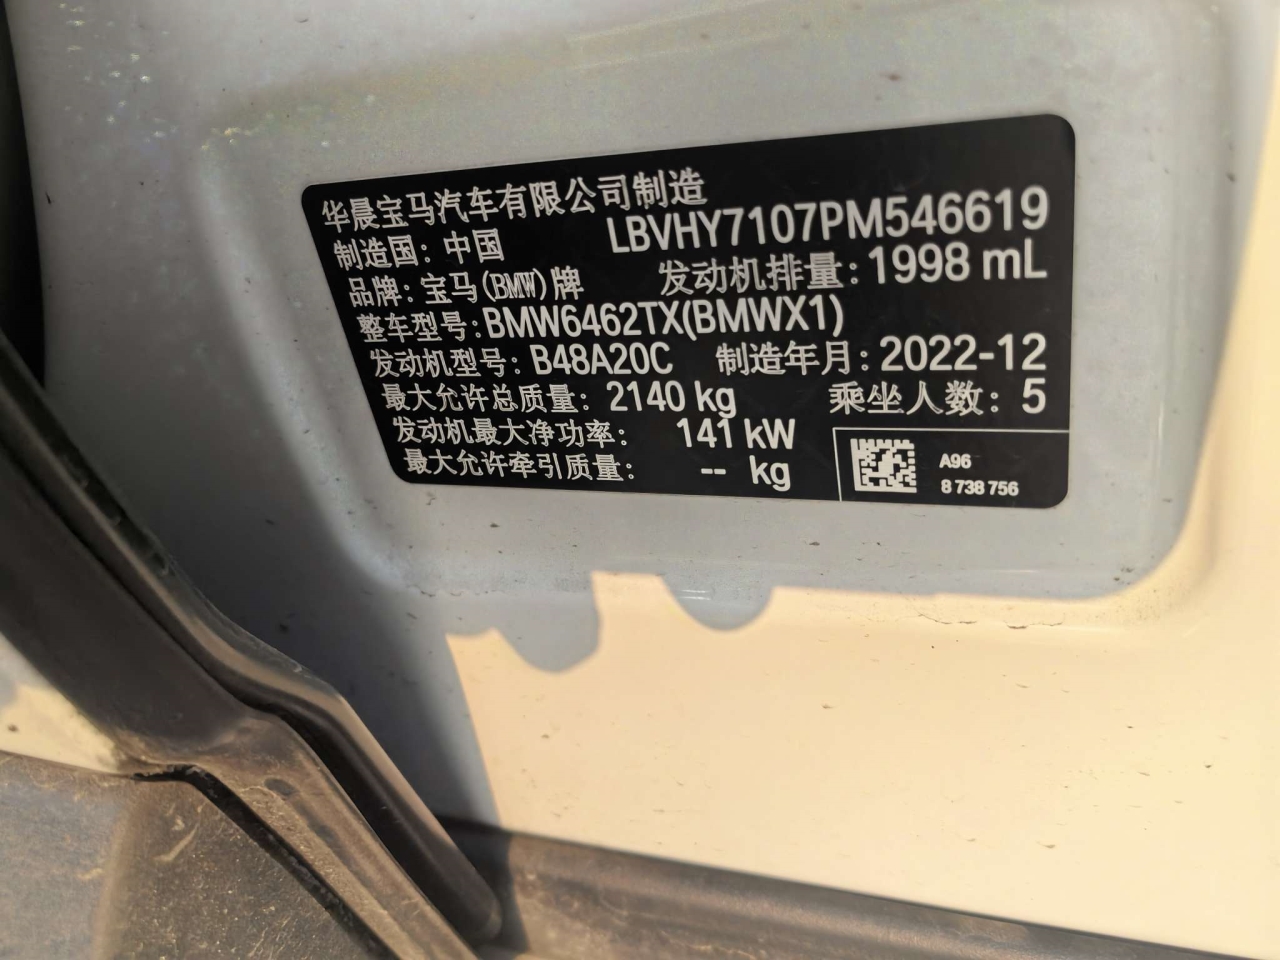 华晨宝马汽车有限公司制造
制造国：中国 LBVHY7107PM546619
品牌：宝马(BMW)牌 发动机排量：1998 mL
整车型号：BMW6462TX(BMWX1)
发动机型号：B48A20C 制造年月：2022-12
最大允许总质量：2140 kg 乘坐人数：5
发动机最大净功率：141 kW
最大允许牵引质量：-- kg
A96
8 738 756